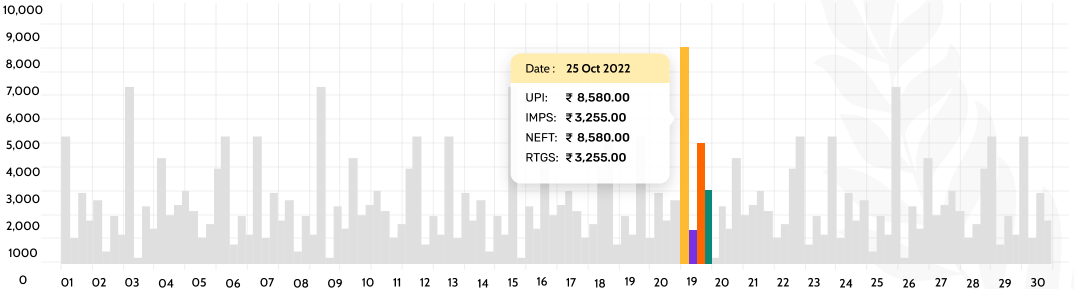 10,000
9,000
8,000
7,000
6,000
5,000
4,000
3,000
2,000
1000
0
Date : 25 Oct 2022
UPI: ₹ 8,580.00
IMPS: ₹ 3,255.00
NEFT: ₹ 8,580.00
RTGS: ₹ 3,255.00
01 02 03 04 05 06 07 08 09 10 11 12 13 14 15 16 17 18 19 20 19 20 21 22 23 24 25 26 27 28 29 30